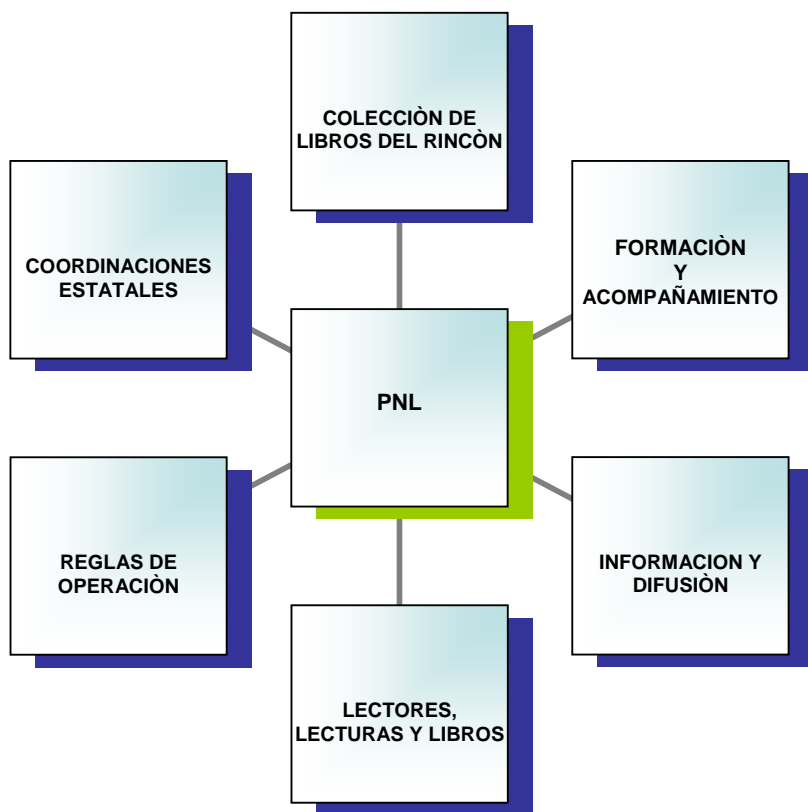 COLECCIÒN DE
LIBROS DEL RINCÒN
COORDINACIONES
ESTATALES
FORMACIÒN
Y
ACOMPAÑAMIENTO
PNL
REGLAS DE
OPERACIÒN
INFORMACION Y
DIFUSIÒN
LECTORES,
LECTURAS Y LIBROS